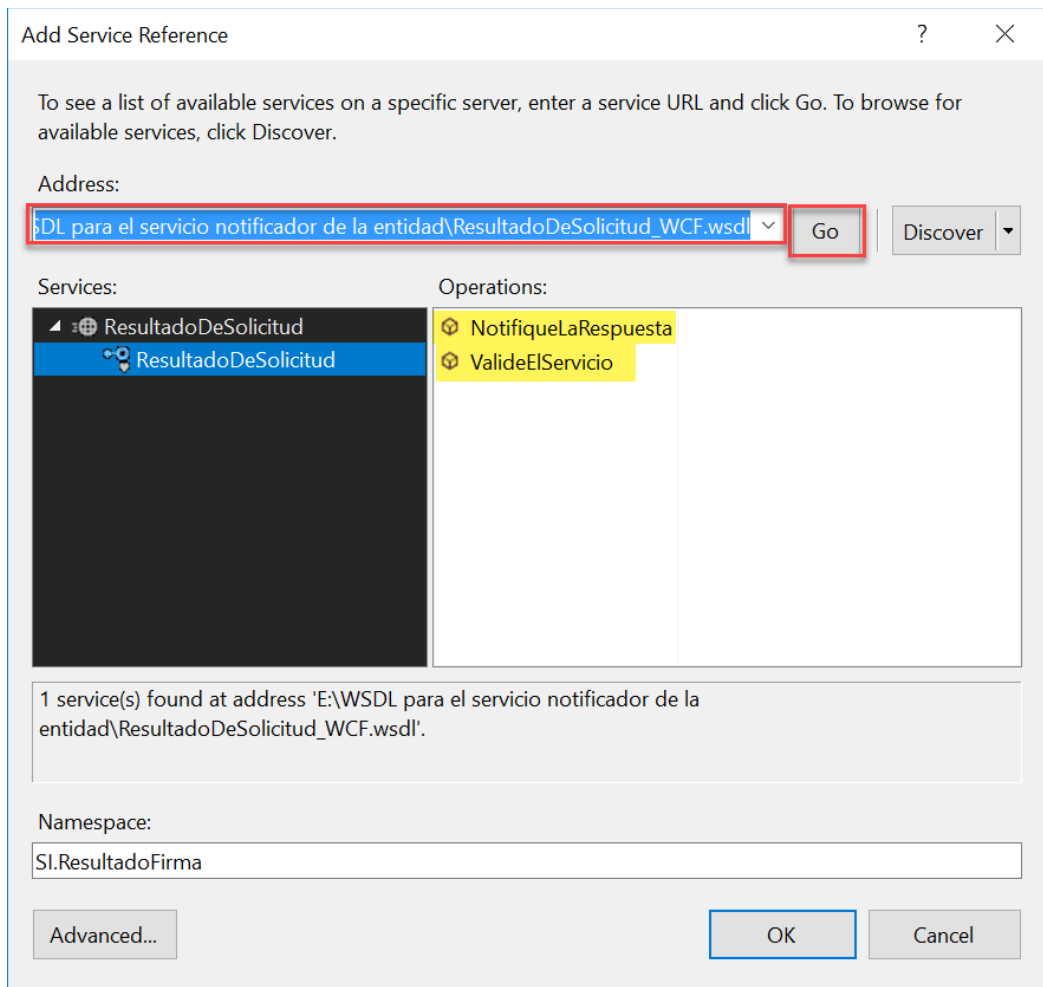 Add Service Reference
?
To see a list of available services on a specific server, enter a service URL and click Go. To browse for
available services, click Discover.
Address:
SDL para el servicio notificador de la entidad\ResultadoDeSolicitud_WCF.wsdl
Go
Discover
Services:
Operations:
ResultadoDeSolicitud
NotifiqueLaRespuesta
ResultadoDeSolicitud
ValideElServicio
1 service(s) found at address 'E:\WSDL para el servicio notificador de la
entidad\ResultadoDeSolicitud_WCF.wsdl'.
Namespace:
SI.ResultadoFirma
Advanced...
OK
Cancel